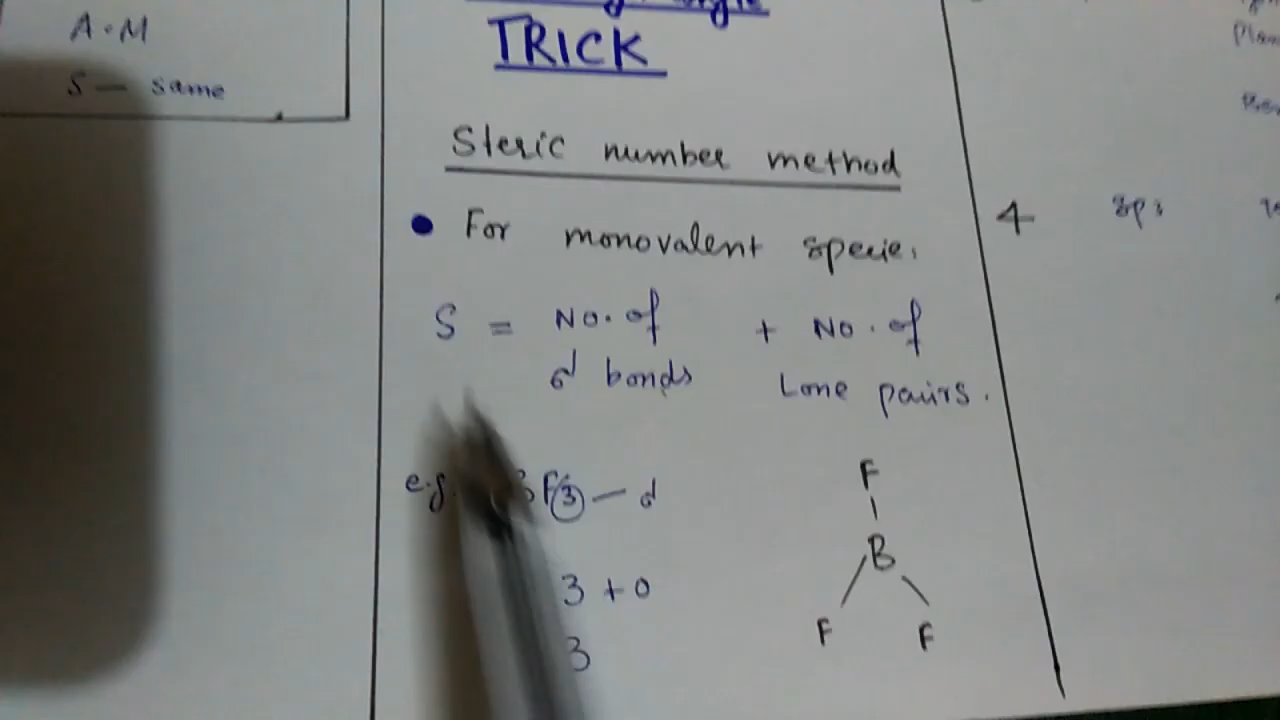 A.M
S — same
TRICK
Steric number method
• For monovalent specie.
S = No. of + No. of
σ bonds Lone pairs.
e.g. F3 — σ
3 + 0
3
F
B
F F
4